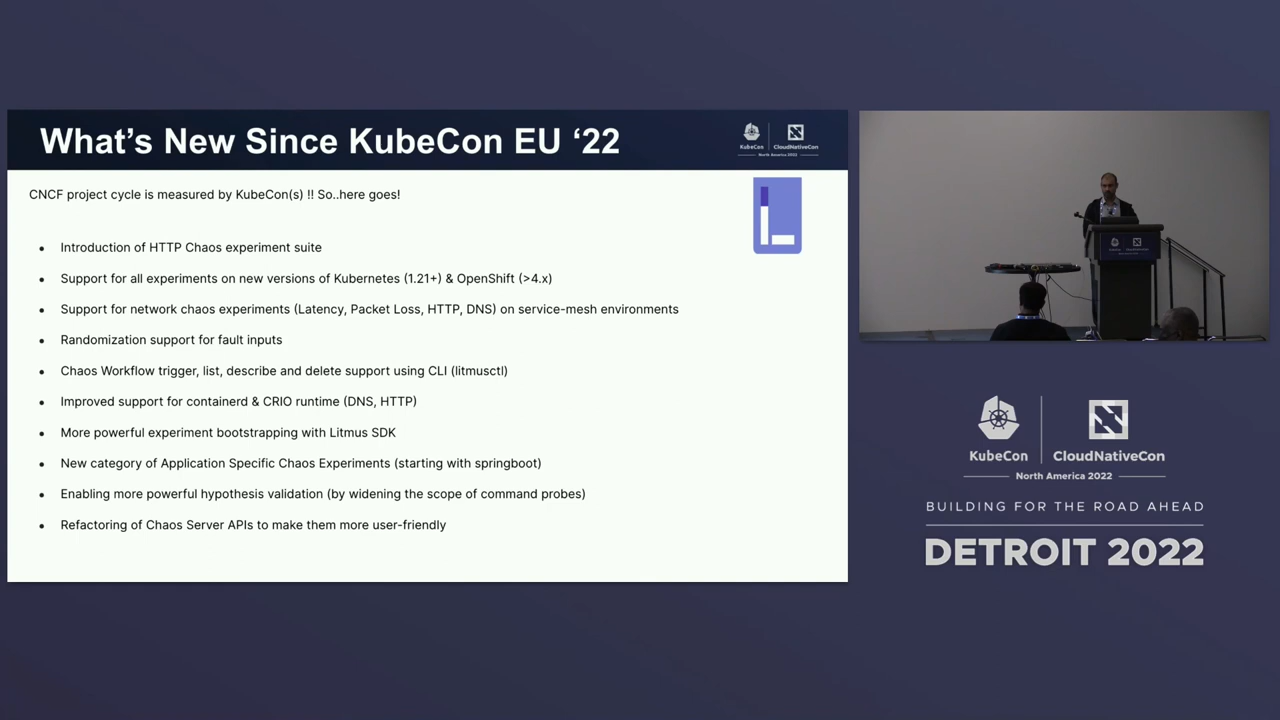 What's New Since KubeCon EU ‘22
KubeCon
CloudNativeCon
North America 2022
CNCF project cycle is measured by KubeCon(s) !! So..here goes!
• Introduction of HTTP Chaos experiment suite
• Support for all experiments on new versions of Kubernetes (1.21+) & OpenShift (>4.x)
• Support for network chaos experiments (Latency, Packet Loss, HTTP, DNS) on service-mesh environments
• Randomization support for fault inputs
• Chaos Workflow trigger, list, describe and delete support using CLI (litmusctl)
• Improved support for containerd & CRIO runtime (DNS, HTTP)
• More powerful experiment bootstrapping with Litmus SDK
• New category of Application Specific Chaos Experiments (starting with springboot)
• Enabling more powerful hypothesis validation (by widening the scope of command probes)
• Refactoring of Chaos Server APIs to make them more user-friendly
KubeCon
CloudNativeCon
North America 2022
BUILDING FOR THE ROAD AHEAD
DETROIT 2022